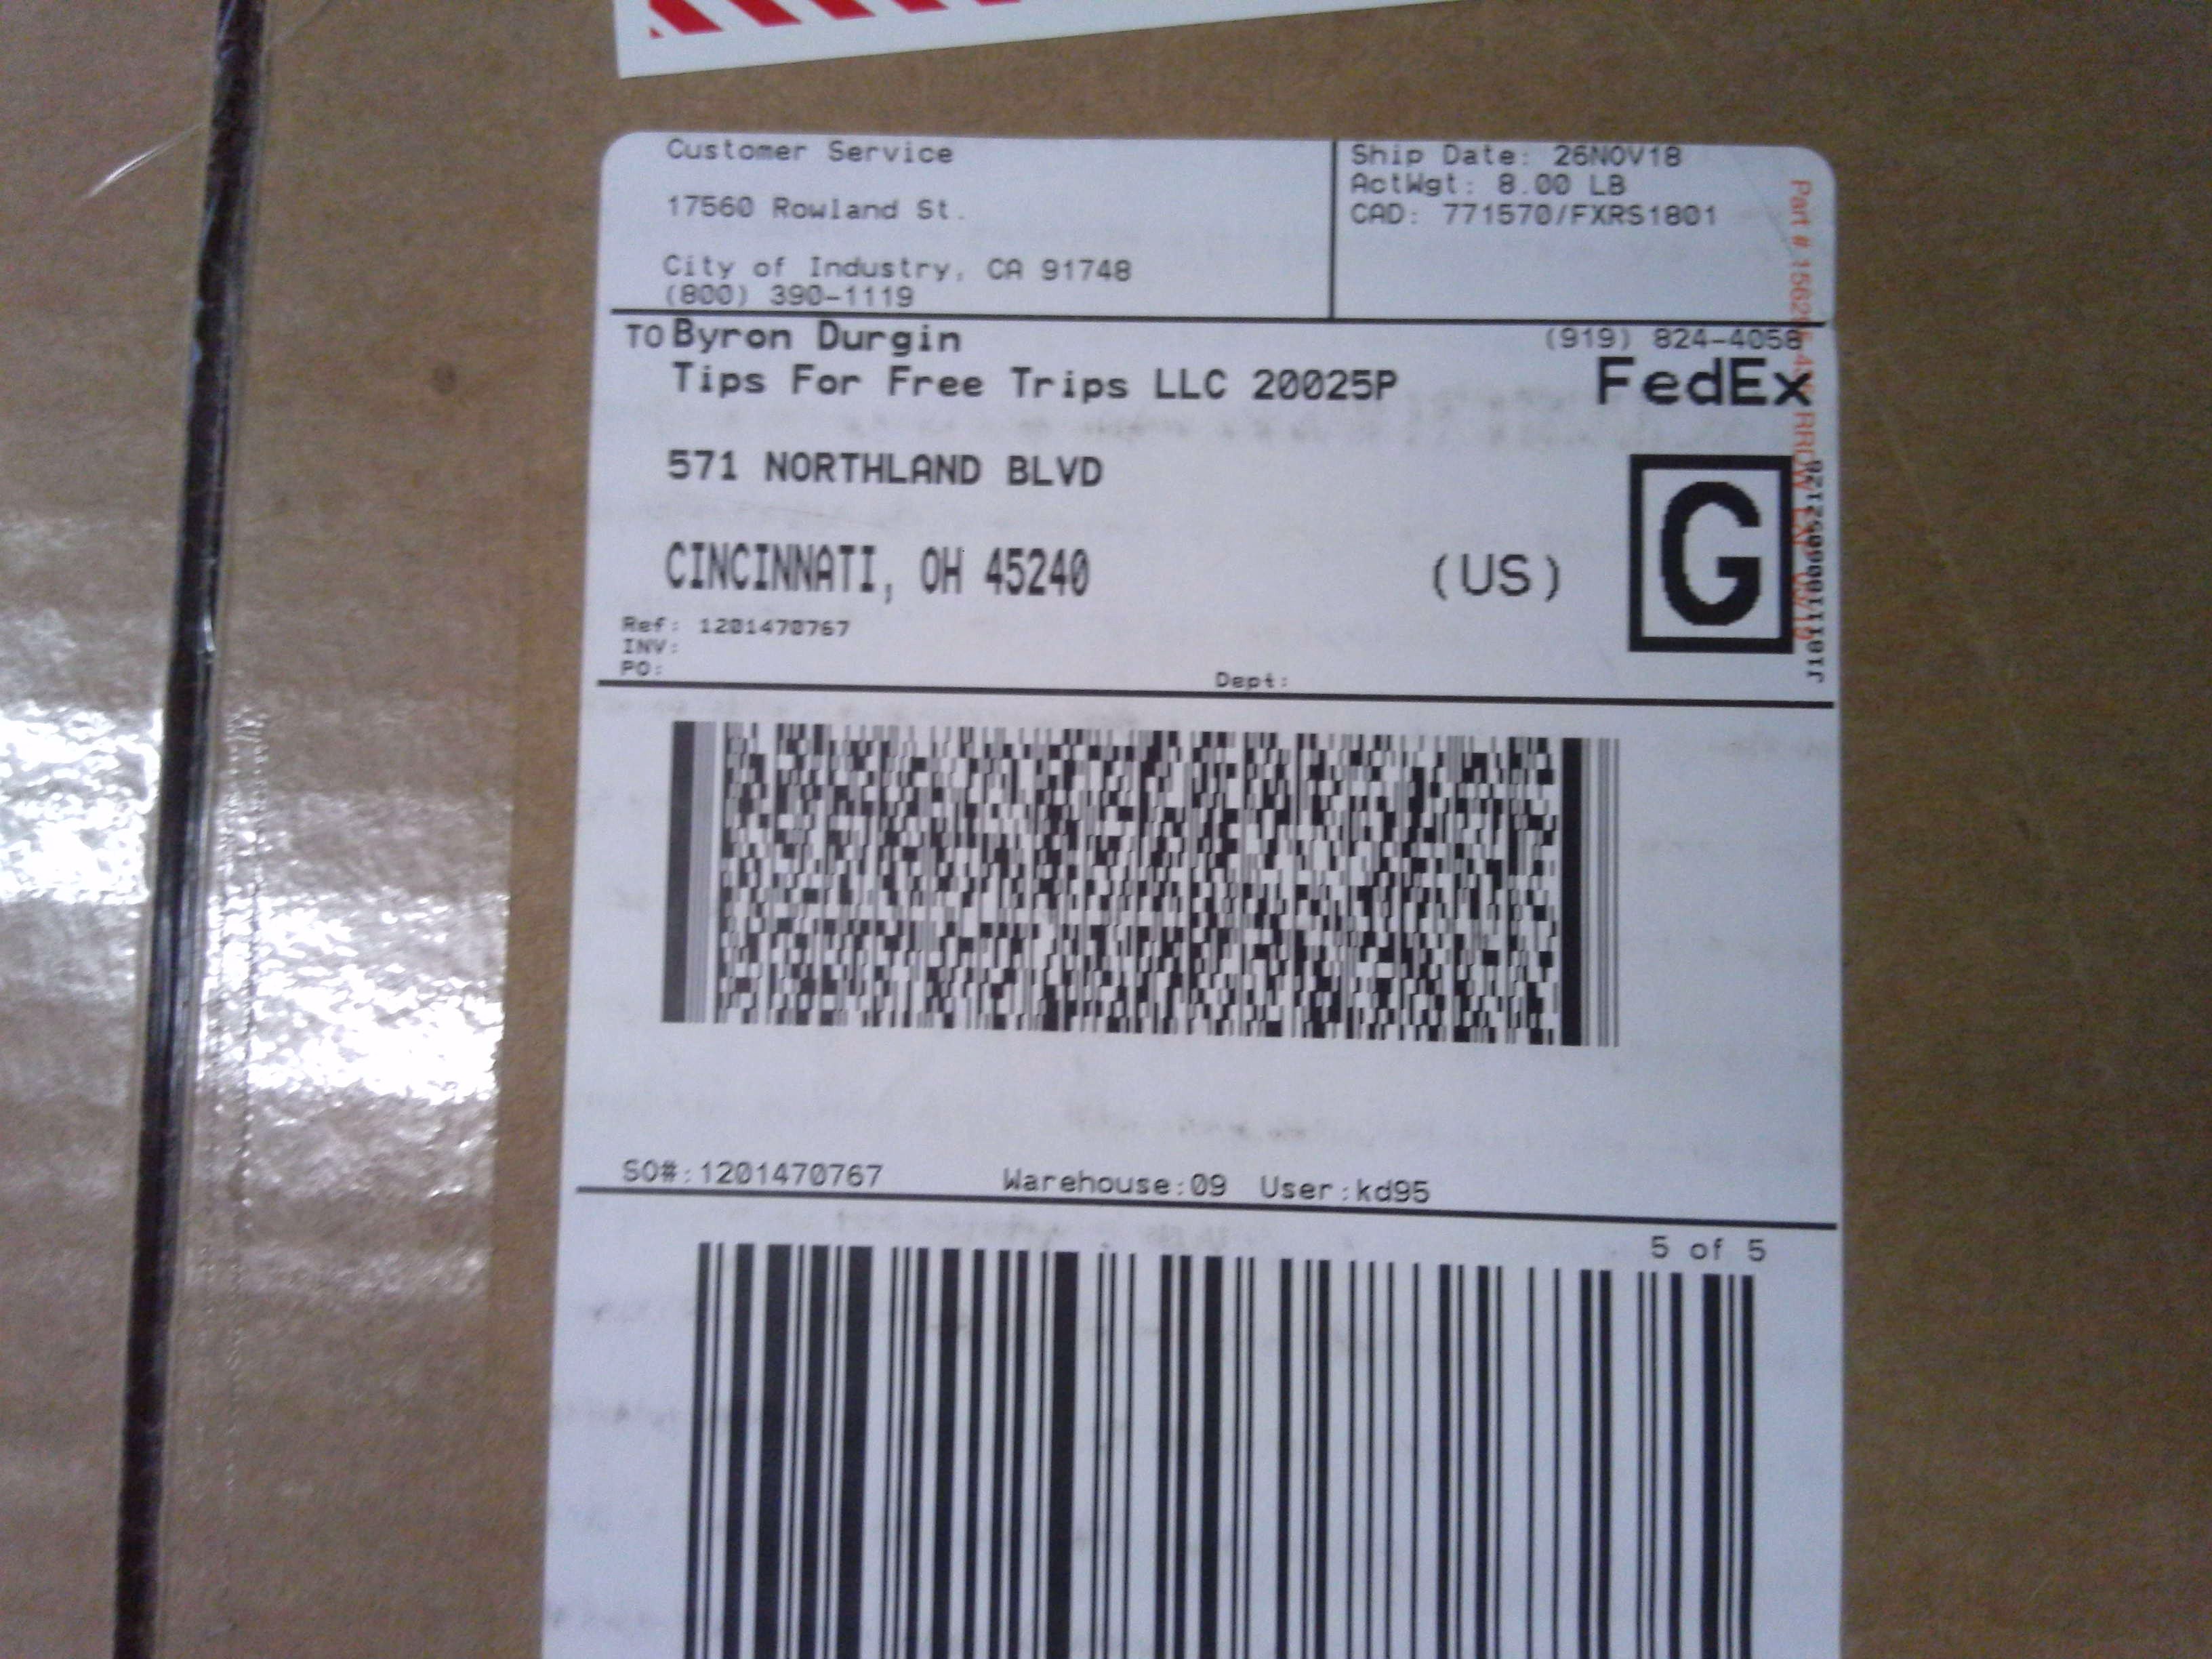 Customer Service
17560 Rowland St.
City of Industry, CA 91748
(800) 390-1119
Ship Date: 26NOV18
ActWgt: 8.00 LB
CAD: 771570/FXRS1801
TO Byron Durgin
(919) 824-4058
Tips For Free Trips LLC 20025P
FedEx
571 NORTHLAND BLVD
CINCINNATI, OH 45240
(US)
G
Ref: 1201470767
INV:
PO:
Dept:
Part #
SO#:1201470767 Warehouse:09 User:kd95
5 of 5